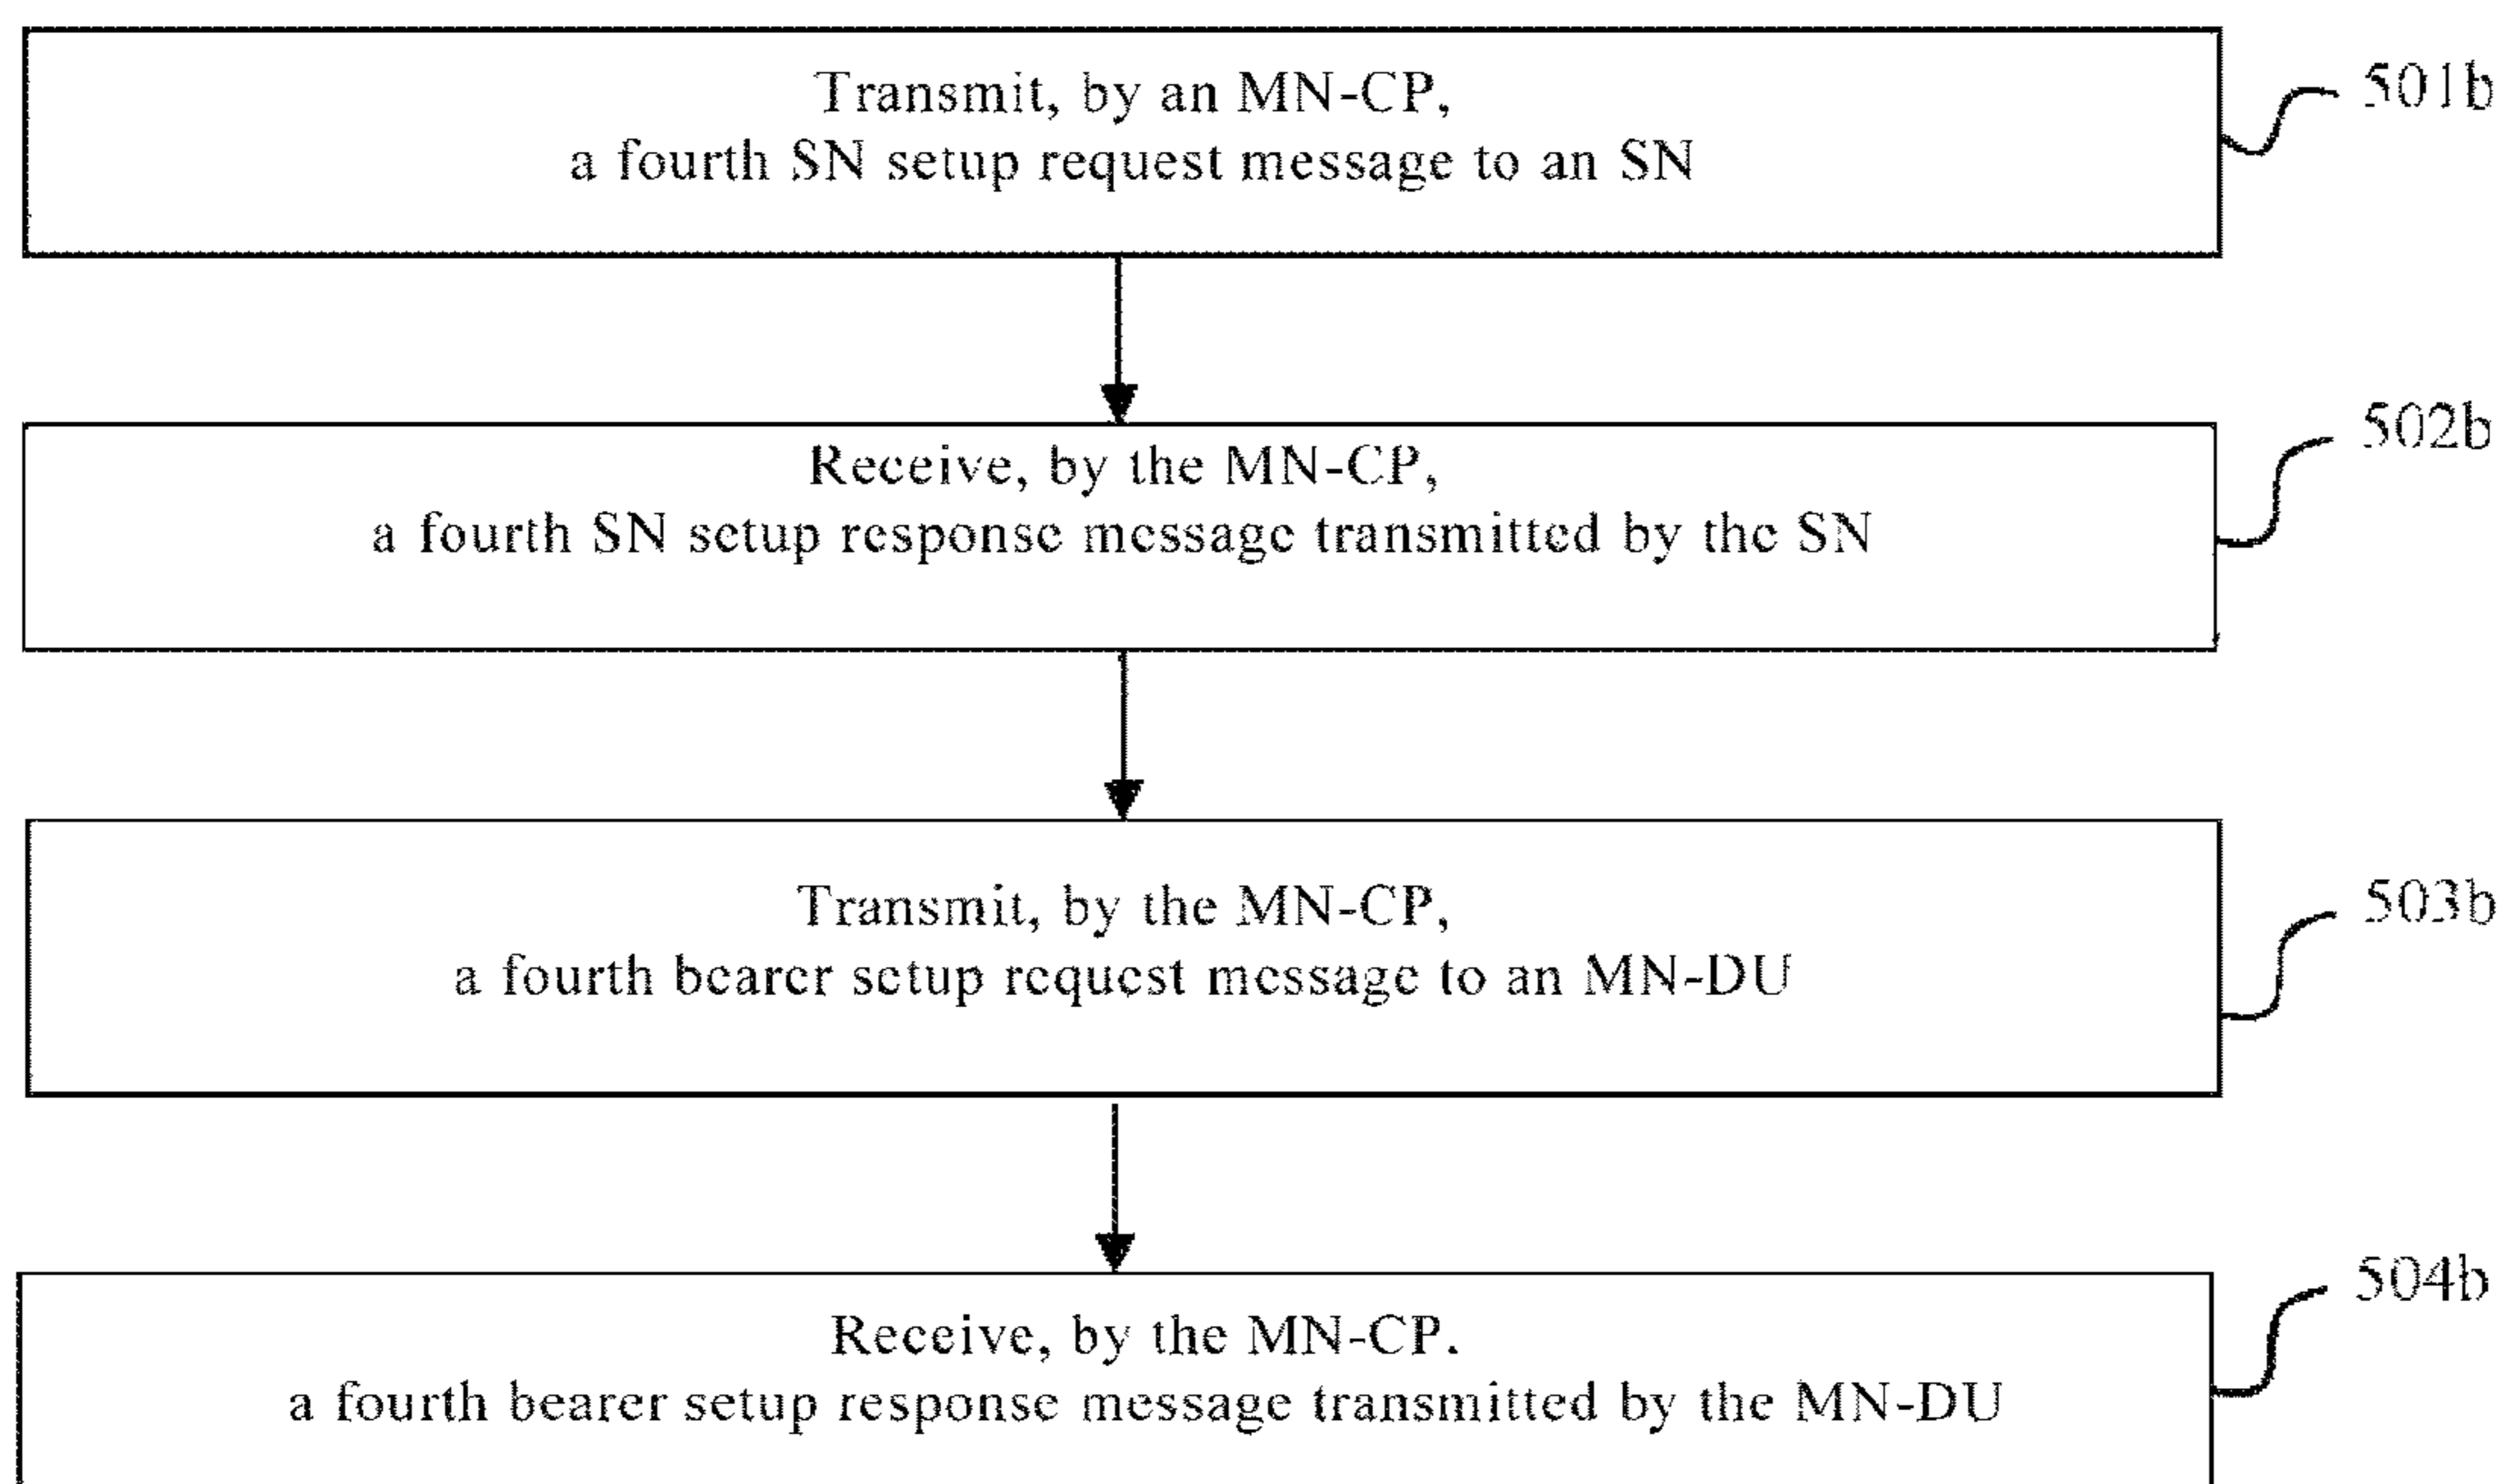 Transmit, by an MN-CP,
a fourth SN setup request message to an SN
501b
Receive, by the MN-CP,
a fourth SN setup response message transmitted by the SN
502b
Transmit, by the MN-CP,
a fourth bearer setup request message to an MN-DU
503b
Receive, by the MN-CP.
a fourth bearer setup response message transmitted by the MN-DU
504b